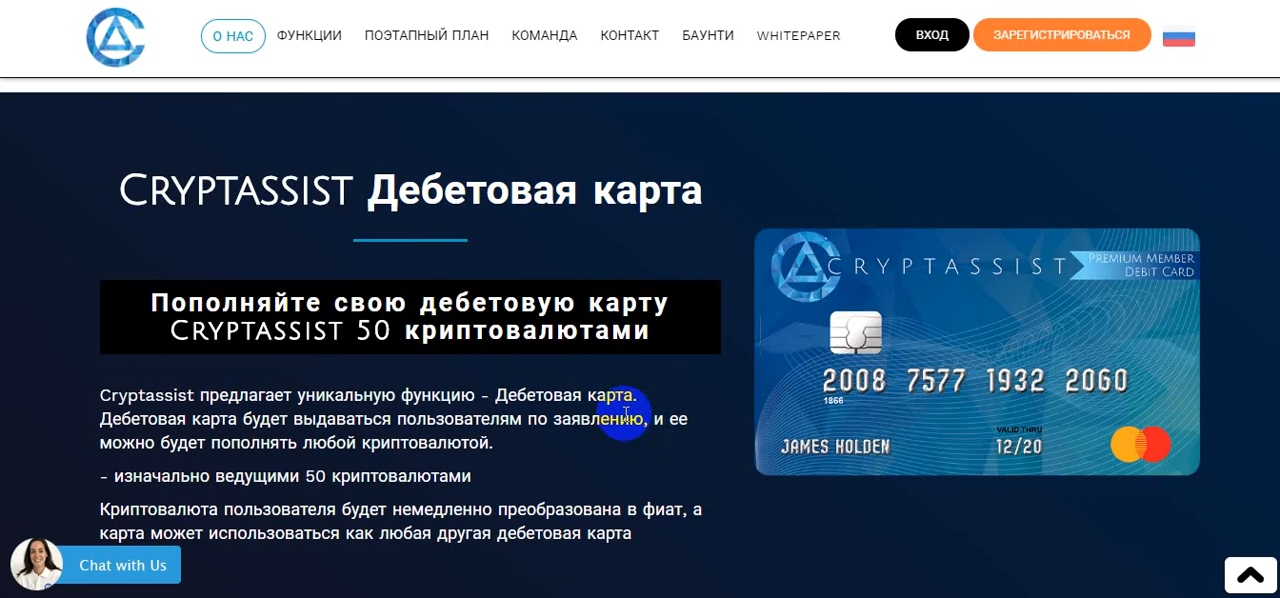 О НАС ФУНКЦИИ ПОЭТАПНЫЙ ПЛАН КОМАНДА КОНТАКТ БАУНТИ WHITEPAPER ВХОД ЗАРЕГИСТРИРОВАТЬСЯ
CRYPTASSIST Дебетовая карта
Пополняйте свою дебетовую карту
CRYPTASSIST 50 криптовалютами
Cryptassist предлагает уникальную функцию - Дебетовая карта.
Дебетовая карта будет выдаваться пользователям по заявлению, и ее
можно будет пополнять любой криптовалютой.
- изначально ведущими 50 криптовалютами
Криптовалюта пользователя будет немедленно преобразована в фиат, а
карта может использоваться как любая другая дебетовая карта
CRYPTASSIST
PREMIUM MEMBER
DEBIT CARD
2008 7577 1932 2060
1866
VALID THRU
JAMES HOLDEN 12/20
Chat with Us